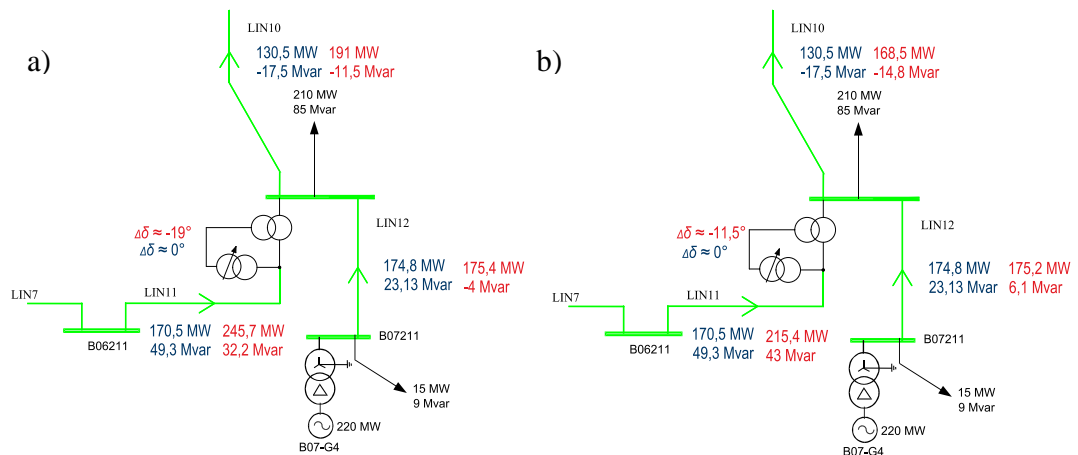 a)
LIN10
130,5 MW 191 MW
-17,5 Mvar -11,5 Mvar
210 MW
85 Mvar
LIN12
Δδ ≈ -19°
Δδ ≈ 0°
174,8 MW 175,4 MW
23,13 Mvar -4 Mvar
LIN7
LIN11
B06211
170,5 MW 245,7 MW
49,3 Mvar 32,2 Mvar
B07211
15 MW
9 Mvar
220 MW
B07-G4
b)
LIN10
130,5 MW 168,5 MW
-17,5 Mvar -14,8 Mvar
210 MW
85 Mvar
LIN12
Δδ ≈ -11,5°
Δδ ≈ 0°
174,8 MW 175,2 MW
23,13 Mvar 6,1 Mvar
LIN7
LIN11
B06211
170,5 MW 215,4 MW
49,3 Mvar 43 Mvar
B07211
15 MW
9 Mvar
220 MW
B07-G4